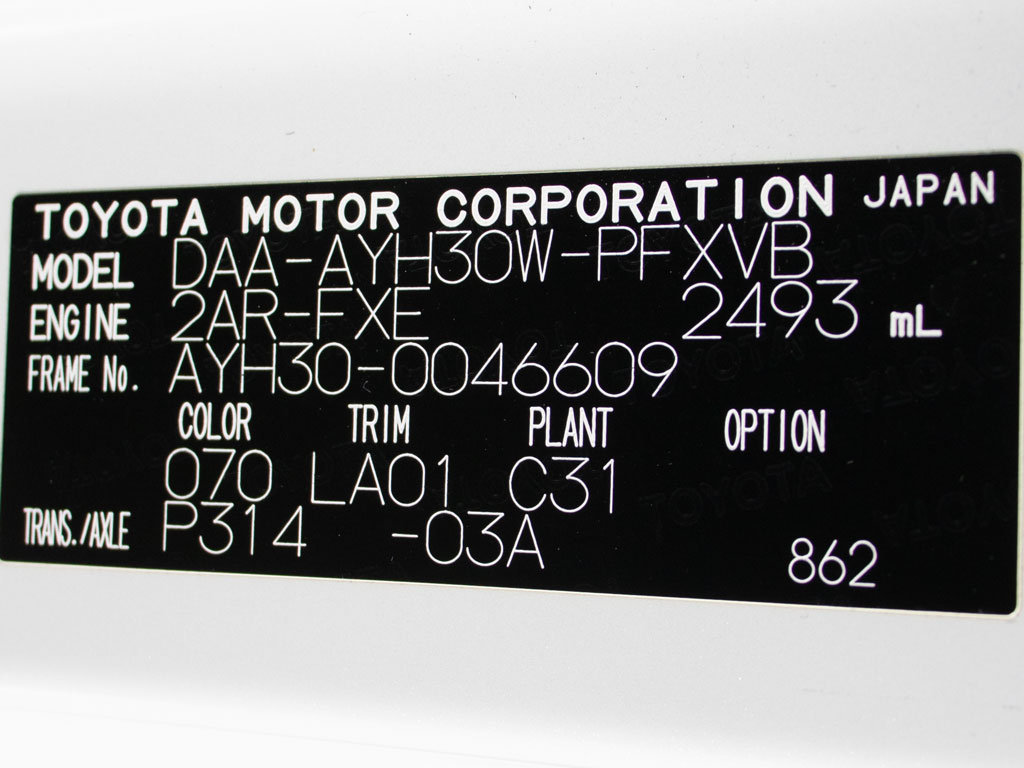 TOYOTA MOTOR CORPORATION JAPAN
MODEL DAA-AYH30W-PFXVB
ENGINE 2AR-FXE 2493 mL
FRAME No. AYH30-0046609
COLOR TRIM PLANT OPTION
070 LA01 C31
TRANS./AXLE P314 -03A
862